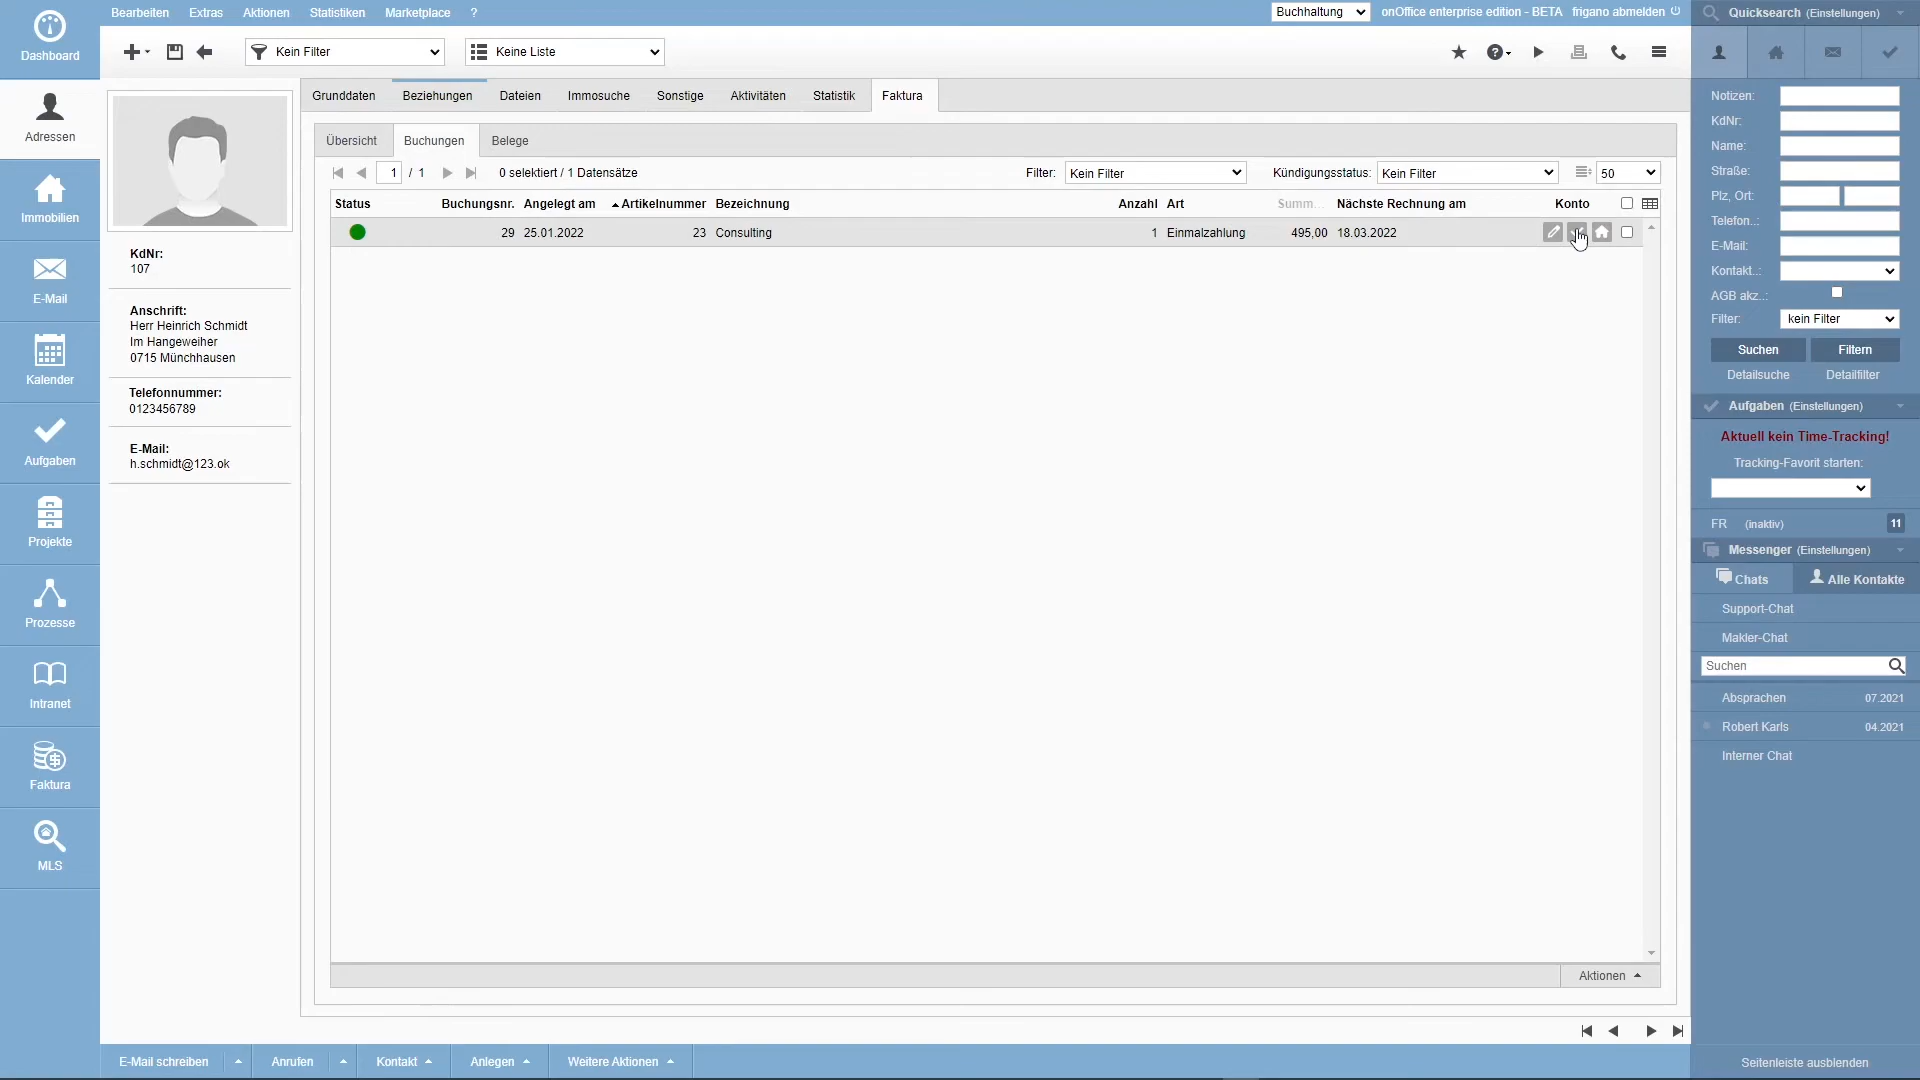 Bearbeiten Extras Aktionen Statistiken Marketplace ? Buchhaltung onOffice enterprise edition - BETA frigano abmelden
Quicksearch (Einstellungen)
Dashboard
Kein Filter Keine Liste
Adressen
Immobilien
E-Mail
Kalender
Aufgaben
Projekte
Prozesse
Intranet
Faktura
MLS
KdNr:
107
Anschrift:
Herr Heinrich Schmidt
Im Hangeweiher
0715 Münchhausen
Telefonnummer:
0123456789
E-Mail:
h.schmidt@123.ok
Grunddaten Beziehungen Dateien Immosuche Sonstige Aktivitäten Statistik Faktura
Übersicht Buchungen Belege
1 / 1 0 selektiert / 1 Datensätze Filter: Kein Filter Kündigungsstatus: Kein Filter 50
Status Buchungsnr. Angelegt am Artikelnummer Bezeichnung Anzahl Art Summ... Nächste Rechnung am Konto
29 25.01.2022 23 Consulting 1 Einmalzahlung 495,00 18.03.2022
Aktionen
E-Mail schreiben Anrufen Kontakt Anlegen Weitere Aktionen
Notizen:
KdNr:
Name:
Straße:
Plz, Ort:
Telefon..:
E-Mail:
Kontakt..:
AGB akz..:
Filter: kein Filter
Suchen Filtern
Detailsuche Detailfilter
Aufgaben (Einstellungen)
Aktuell kein Time-Tracking!
Tracking-Favorit starten:
FR (inaktiv) 11
Messenger (Einstellungen)
Chats Alle Kontakte
Support-Chat
Makler-Chat
Suchen
Absprachen 07.2021
Robert Karls 04.2021
Interner Chat
Seitenleiste ausblenden